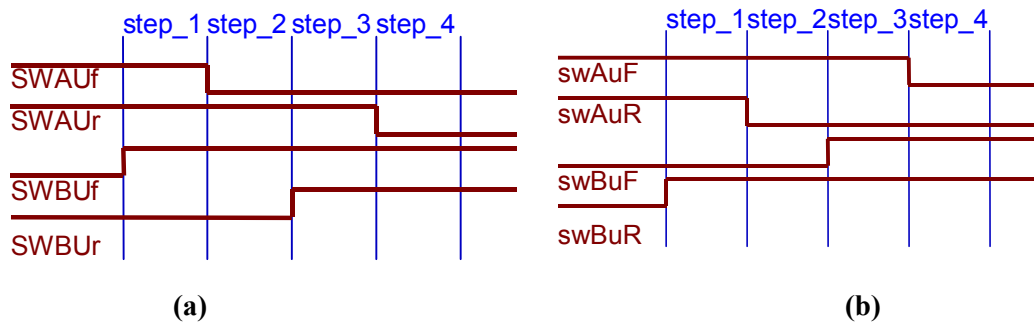 step_1 step_2 step_3 step_4
SWAUf
SWAUr
SWBUf
SWBUr
(a)
step_1 step_2 step_3 step_4
swAuF
swAuR
swBuF
swBuR
(b)